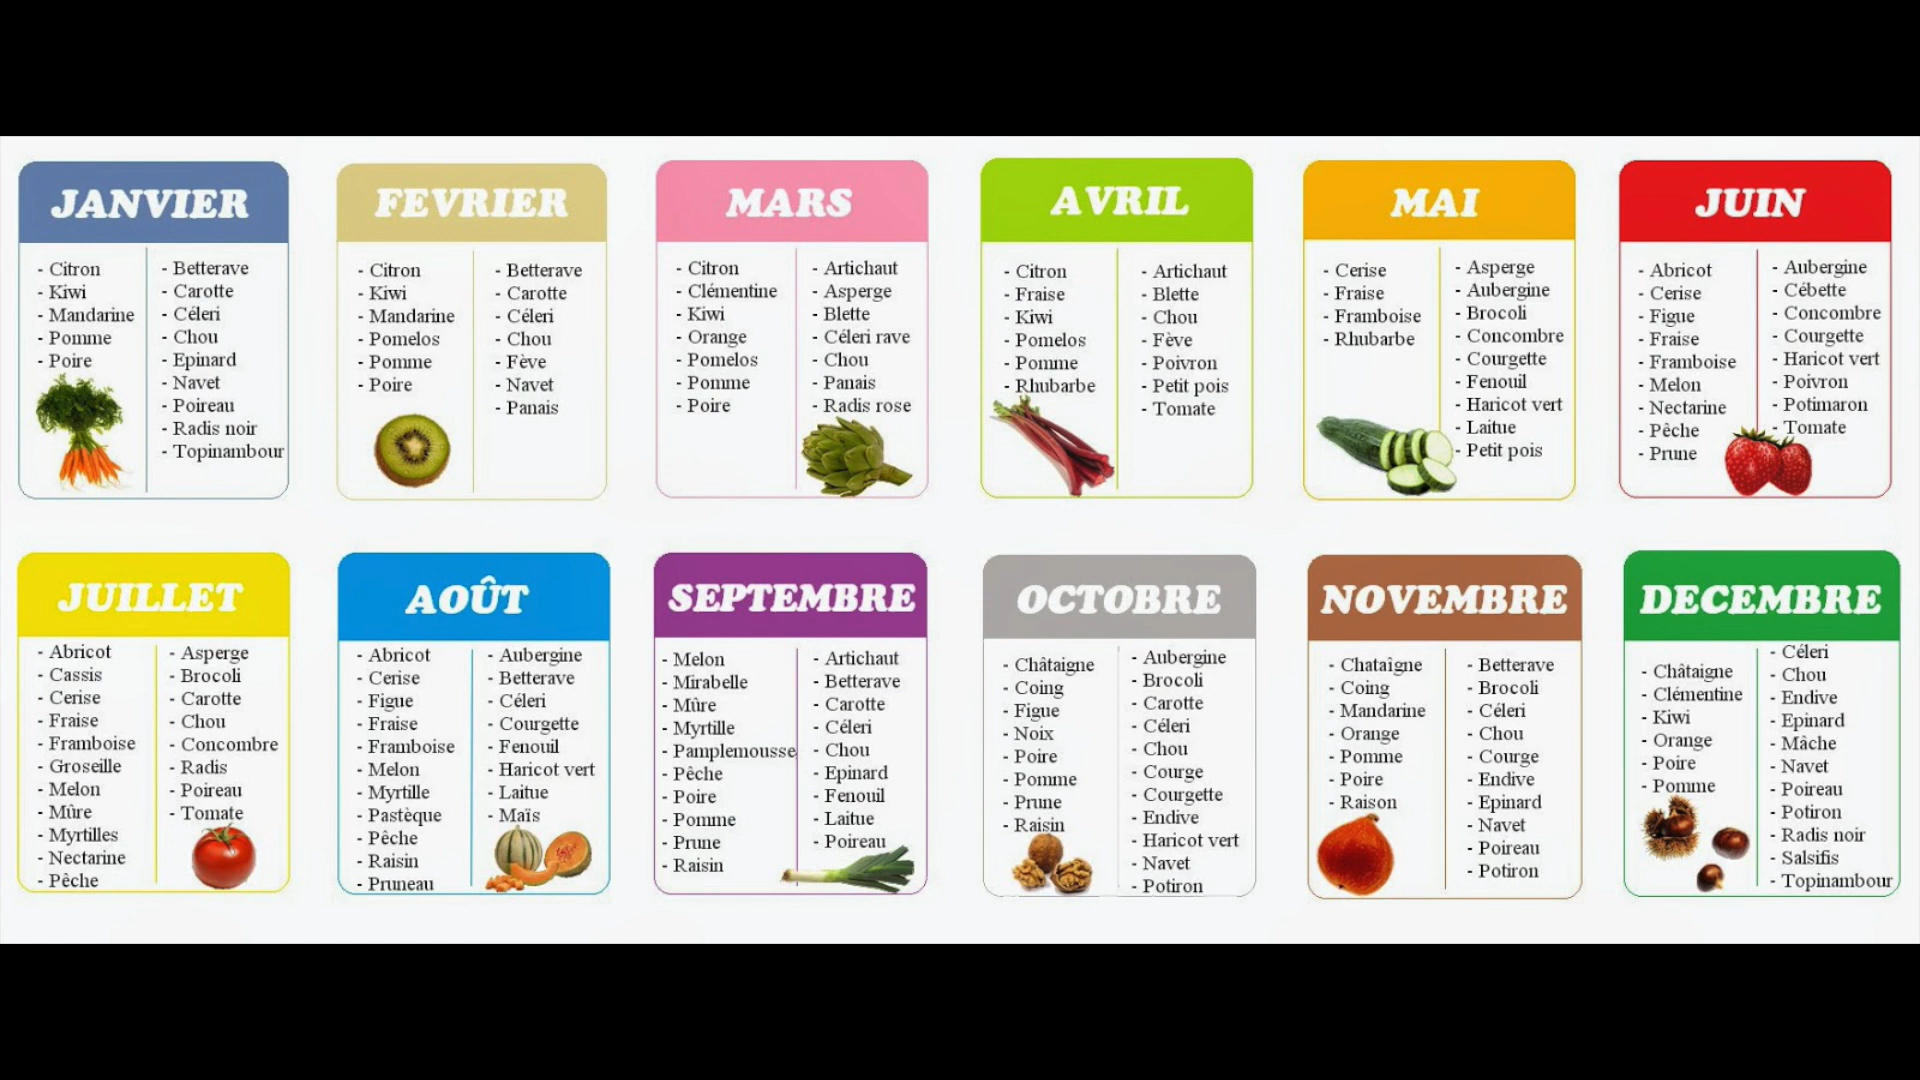 JANVIER
- Citron
- Kiwi
- Mandarine
- Pomme
- Poire
- Betterave
- Carotte
- Céleri
- Chou
- Epinard
- Navet
- Poireau
- Radis noir
- Topinambour
FEVRIER
- Citron
- Kiwi
- Mandarine
- Pomelos
- Pomme
- Poire
- Betterave
- Carotte
- Céleri
- Chou
- Fève
- Navet
- Panais
MARS
- Citron
- Clémentine
- Kiwi
- Orange
- Pomelos
- Pomme
- Poire
- Artichaut
- Asperge
- Blette
- Céleri rave
- Chou
- Panais
- Radis rose
AVRIL
- Citron
- Fraise
- Kiwi
- Pomelos
- Pomme
- Rhubarbe
- Artichaut
- Blette
- Chou
- Fève
- Poivron
- Petit pois
- Tomate
MAI
- Cerise
- Fraise
- Framboise
- Rhubarbe
- Asperge
- Aubergine
- Brocoli
- Concombre
- Courgette
- Fenouil
- Haricot vert
- Laitue
- Petit pois
JUIN
- Abricot
- Cerise
- Figue
- Fraise
- Framboise
- Melon
- Nectarine
- Pêche
- Prune
- Aubergine
- Cébette
- Concombre
- Courgette
- Haricot vert
- Poivron
- Potimaron
- Tomate
JUILLET
- Abricot
- Cassis
- Cerise
- Fraise
- Framboise
- Groseille
- Melon
- Mûre
- Myrtilles
- Nectarine
- Pêche
- Asperge
- Brocoli
- Carotte
- Chou
- Concombre
- Radis
- Poireau
- Tomate
AOÛT
- Abricot
- Cerise
- Figue
- Fraise
- Framboise
- Melon
- Myrtille
- Pastèque
- Pêche
- Raisin
- Pruneau
- Aubergine
- Betterave
- Céleri
- Courgette
- Fenouil
- Haricot vert
- Laitue
- Maïs
SEPTEMBRE
- Melon
- Mirabelle
- Mûre
- Myrtille
- Pamplemousse
- Pêche
- Poire
- Pomme
- Prune
- Raisin
- Artichaut
- Betterave
- Carotte
- Céleri
- Chou
- Epinard
- Fenouil
- Laitue
- Poireau
OCTOBRE
- Châtaigne
- Coing
- Figue
- Noix
- Poire
- Pomme
- Prune
- Raisin
- Aubergine
- Brocoli
- Carotte
- Céleri
- Chou
- Courge
- Courgette
- Endive
- Haricot vert
- Navet
- Potiron
NOVEMBRE
- Chataîgne
- Coing
- Mandarine
- Orange
- Pomme
- Poire
- Raison
- Betterave
- Brocoli
- Céleri
- Chou
- Courge
- Endive
- Epinard
- Navet
- Poireau
- Potiron
DECEMBRE
- Châtaigne
- Clémentine
- Kiwi
- Orange
- Poire
- Pomme
- Céleri
- Chou
- Endive
- Epinard
- Mâche
- Navet
- Poireau
- Potiron
- Radis noir
- Salsifis
- Topinambour